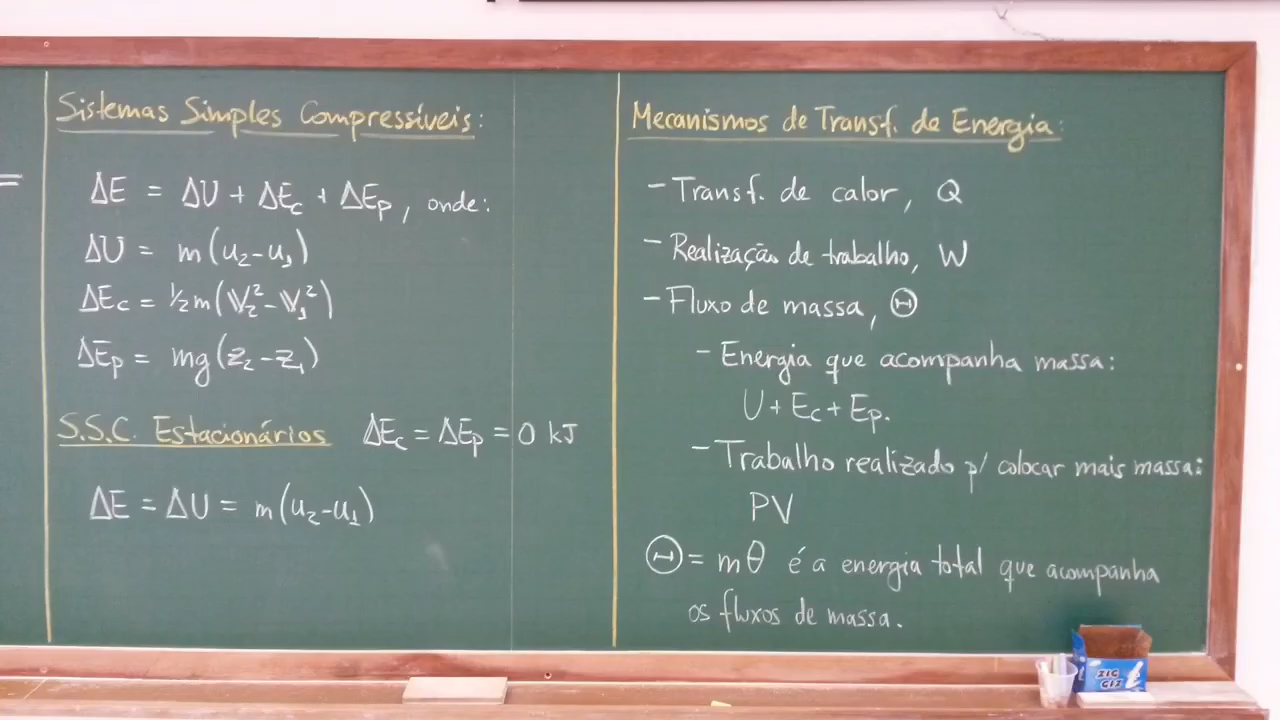 Sistemas Simples Compressíveis:
ΔE = ΔU + ΔEc + ΔEp, onde:
ΔU = m(u₂-u₁)
ΔEc = ½m(𝕍₂²-𝕍₁²)
ΔEp = mg(z₂-z₁)
S.S.C. Estacionários ΔEc = ΔEp = 0 kJ
ΔE = ΔU = m(u₂-u₁)
Mecanismos de Transf. de Energia:
- Transf. de calor, Q
- Realização de trabalho, W
- Fluxo de massa, Θ
- Energia que acompanha massa:
U + Ec + Ep.
- Trabalho realizado p/ colocar mais massa:
PV
Θ = mθ é a energia total que acompanha
os fluxos de massa.